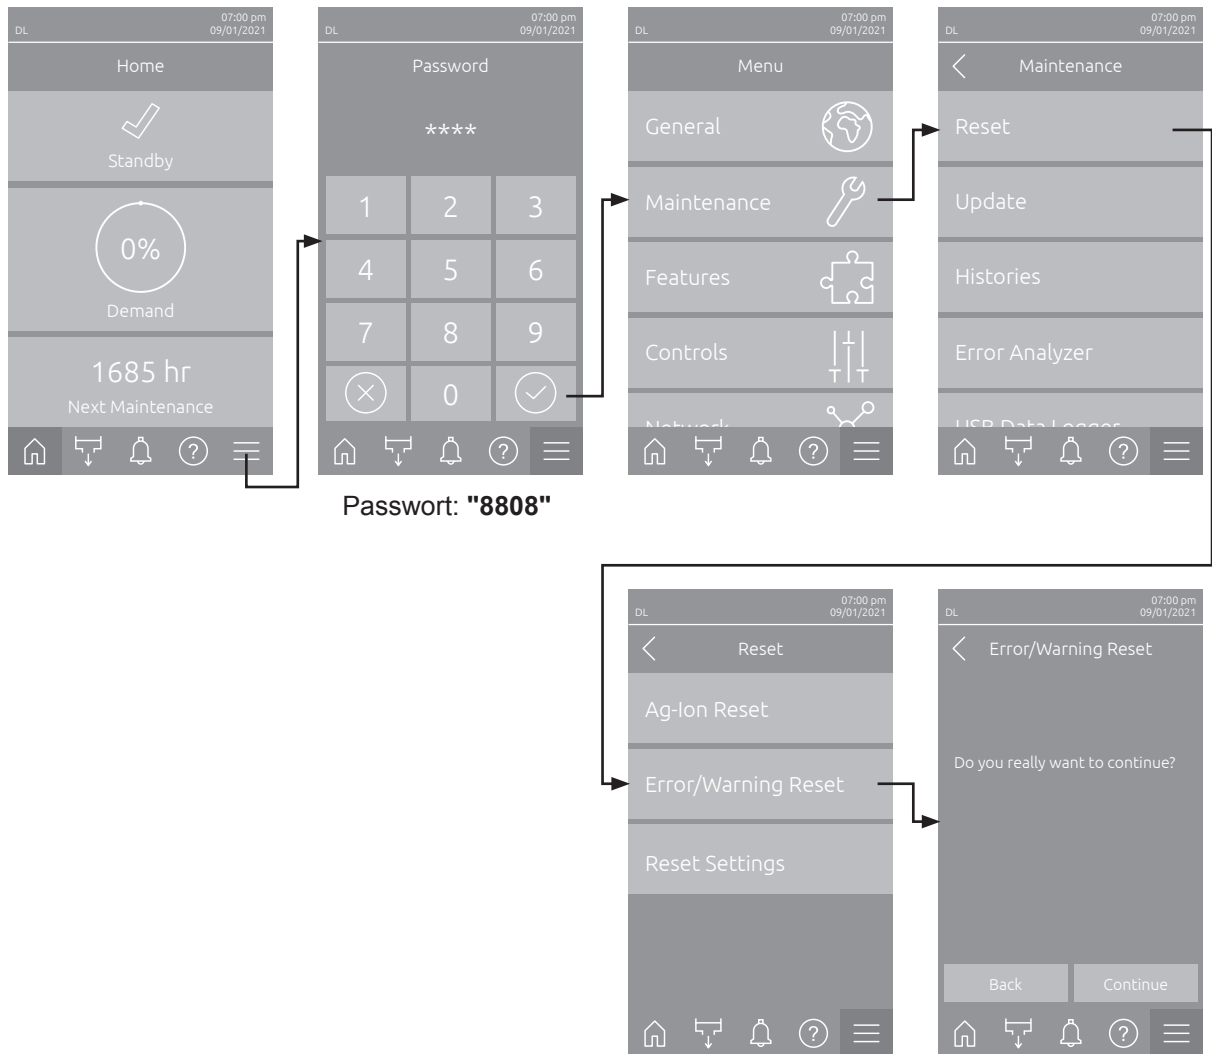 07:00 pm
DL 09/01/2021
Home
Standby
0%
Demand
1685 hr
Next Maintenance
?
07:00 pm
DL 09/01/2021
Password
****
1 2 3
4 5 6
7 8 9
0
?
Passwort: "8808"
07:00 pm
DL 09/01/2021
Menu
General
Maintenance
Features
Controls
Network
?
07:00 pm
DL 09/01/2021
Maintenance
Reset
Update
Histories
Error Analyzer
USB Data Logger
?
07:00 pm
DL 09/01/2021
Reset
Ag-Ion Reset
Error/Warning Reset
Reset Settings
?
07:00 pm
DL 09/01/2021
Error/Warning Reset
Do you really want to continue?
Back Continue
?